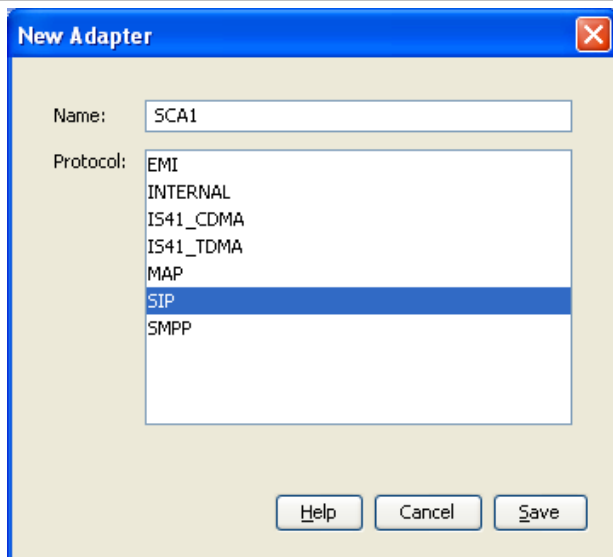 New Adapter
Name: SCA1
Protocol: EMI
INTERNAL
IS41_CDMA
IS41_TDMA
MAP
SIP
SMPP
Help Cancel Save